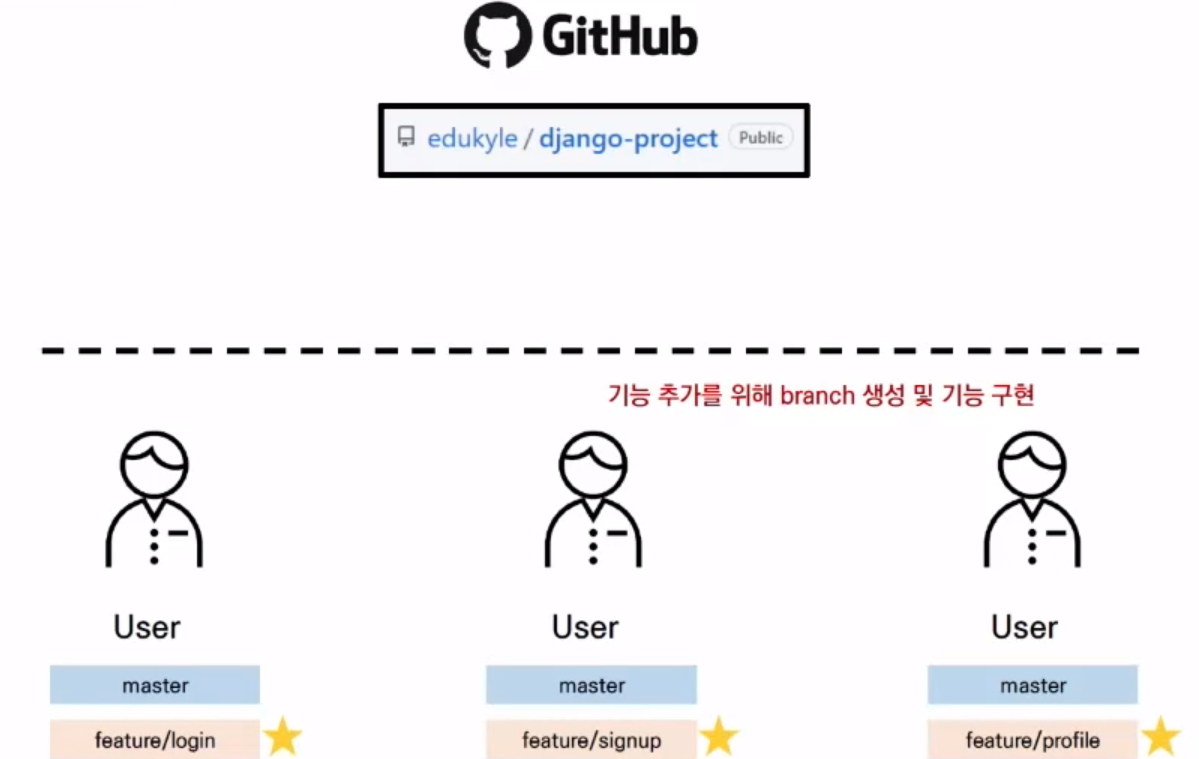 GitHub
edukyle / django-project Public
기능 추가를 위해 branch 생성 및 기능 구현
User User User
master master master
feature/login feature/signup feature/profile